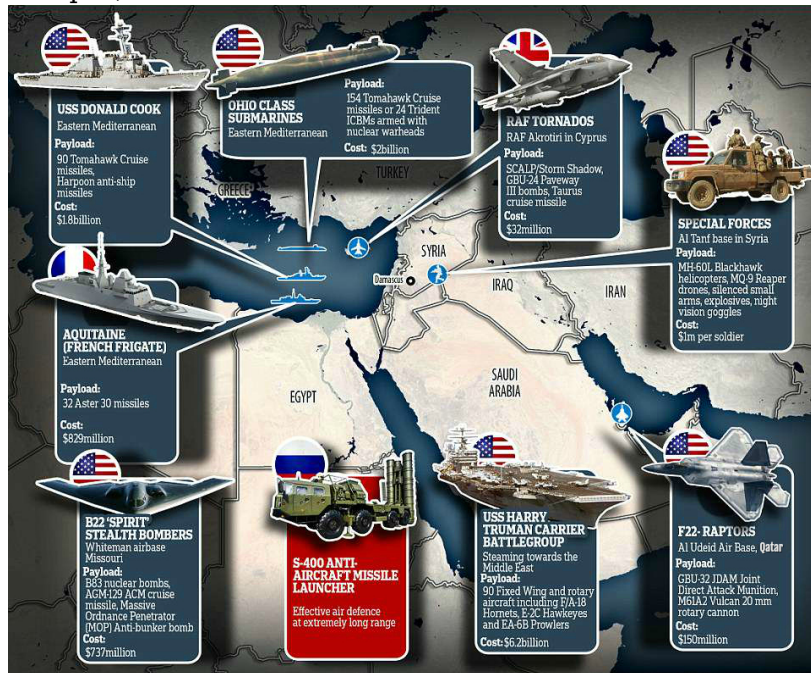 USS DONALD COOK
Eastern Mediterranean
Payload:
90 Tomahawk Cruise
missiles,
Harpoon anti-ship
missiles
Cost:
$1.8billion
OHIO CLASS
SUBMARINES
Eastern Mediterranean
Payload:
154 Tomahawk Cruise
missiles or 24 Trident
ICBMs armed with
nuclear warheads
Cost: $2billion
RAF TORNADOS
RAF Akrotiri in Cyprus
Payload:
SCALP/Storm Shadow,
GBU-24 Paveway
III bombs, Taurus
cruise missile
Cost:
$32million
SPECIAL FORCES
Al Tanf base in Syria
Payload:
MH-60L Blackhawk
helicopters, MQ-9 Reaper
drones, silenced small
arms, explosives, night
vision goggles
Cost:
$1m per soldier
GREECE
TURKEY
SYRIA
Damascus
IRAQ
IRAN
EGYPT
SAUDI
ARABIA
AQUITAINE
(FRENCH FRIGATE)
Eastern Mediterranean
Payload:
32 Aster 30 missiles
Cost:
$829million
B22 'SPIRIT'
STEALTH BOMBERS
Whiteman airbase
Missouri
Payload:
B83 nuclear bombs,
AGM-129 ACM cruise
missile, Massive
Ordnance Penetrator
(MOP) Anti-bunker bomb
Cost:
$737million
S-400 ANTI-
AIRCRAFT MISSILE
LAUNCHER
Effective air defence
at extremely long range
USS HARRY
TRUMAN CARRIER
BATTLEGROUP
Steaming towards the
Middle East
Payload:
90 Fixed Wing and rotary
aircraft including F/A-18
Hornets, E-2C Hawkeyes
and EA-6B Prowlers
Cost: $6.2billion
F22- RAPTORS
Al Udeid Air Base, Qatar
Payload:
GBU-32 JDAM Joint
Direct Attack Munition,
M61A2 Vulcan 20 mm
rotary cannon
Cost:
$150million